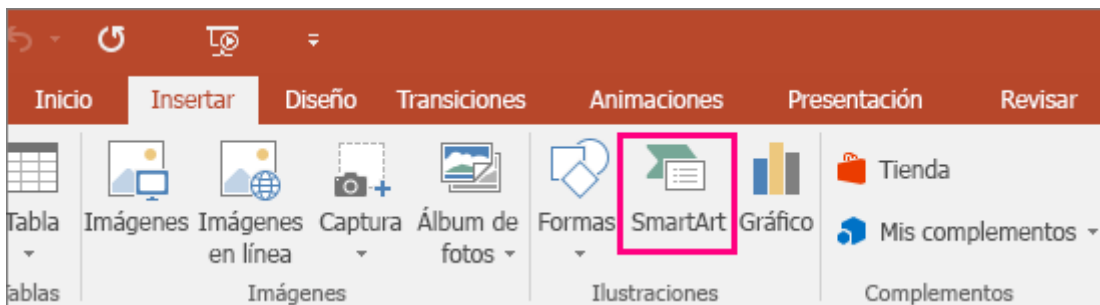 Inicio Insertar Diseño Transiciones Animaciones Presentación Revisar
Tabla Imágenes Imágenes en línea Captura Álbum de fotos Formas SmartArt Gráfico
Tienda
Mis complementos
Tablas Imágenes Ilustraciones Complementos